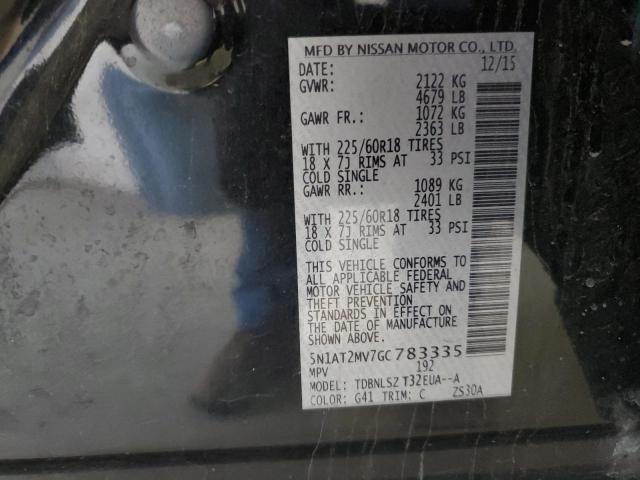 MFD BY NISSAN MOTOR CO., LTD.
DATE: 12/15
GVWR: 2122 KG
4679 LB
GAWR FR.: 1072 KG
2363 LB
WITH 225/60R18 TIRES
18 X 7J RIMS AT 33 PSI
COLD SINGLE
GAWR RR.: 1089 KG
2401 LB
WITH 225/60R18 TIRES
18 X 7J RIMS AT 33 PSI
COLD SINGLE
THIS VEHICLE CONFORMS TO
ALL APPLICABLE FEDERAL
MOTOR VEHICLE SAFETY AND
THEFT PREVENTION
STANDARDS IN EFFECT ON
THE DATE OF MANUFACTURE
SHOWN ABOVE.
5N1AT2MV7GC783335
MPV 192
MODEL: TDBNLSZ T32EUA--A
COLOR: G41 TRIM: C ZS30A